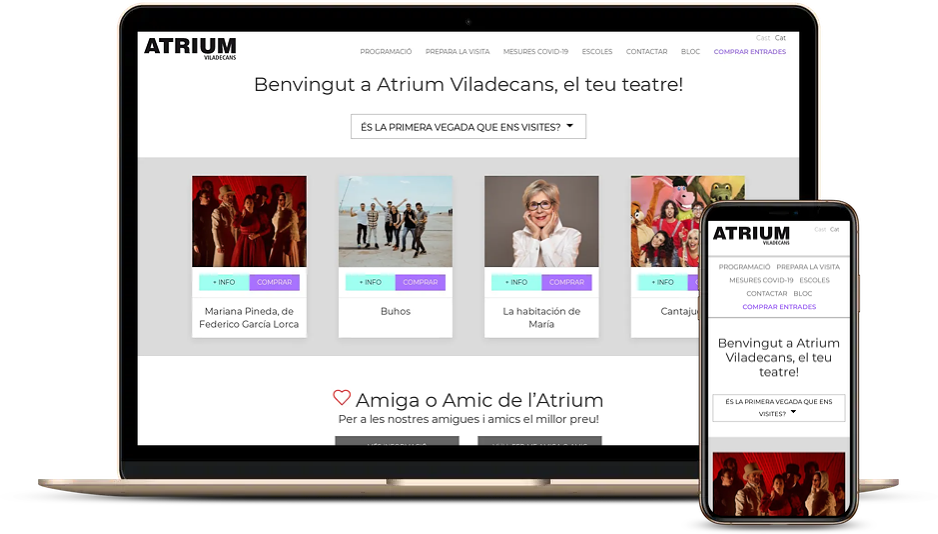 Cast Cat
ATRIUM
VILADECANS
PROGRAMACIÓ PREPARA LA VISITA MESURES COVID-19 ESCOLES CONTACTAR BLOC COMPRAR ENTRADES
Benvingut a Atrium Viladecans, el teu teatre!
ÉS LA PRIMERA VEGADA QUE ENS VISITES?
+ INFO COMPRAR
+ INFO COMPRAR
+ INFO COMPRAR
+ INFO
Mariana Pineda, de
Federico García Lorca
Buhos
La habitación de
María
Amiga o Amic de l’Atrium
Per a les nostres amigues i amics el millor preu!
ATRIUM
VILADECANS
Cast Cat
PROGRAMACIÓ PREPARA LA VISITA
MESURES COVID-19 ESCOLES
CONTACTAR BLOC
COMPRAR ENTRADES
Benvingut a Atrium
Viladecans, el teu
teatre!
ÉS LA PRIMERA VEGADA QUE ENS
VISITES?